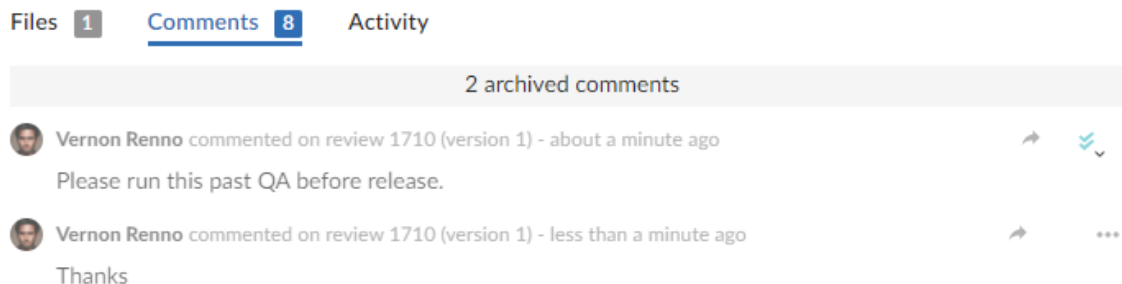 Files 1 Comments 8 Activity
2 archived comments
Vernon Renno commented on review 1710 (version 1) - about a minute ago
Please run this past QA before release.
Vernon Renno commented on review 1710 (version 1) - less than a minute ago
Thanks